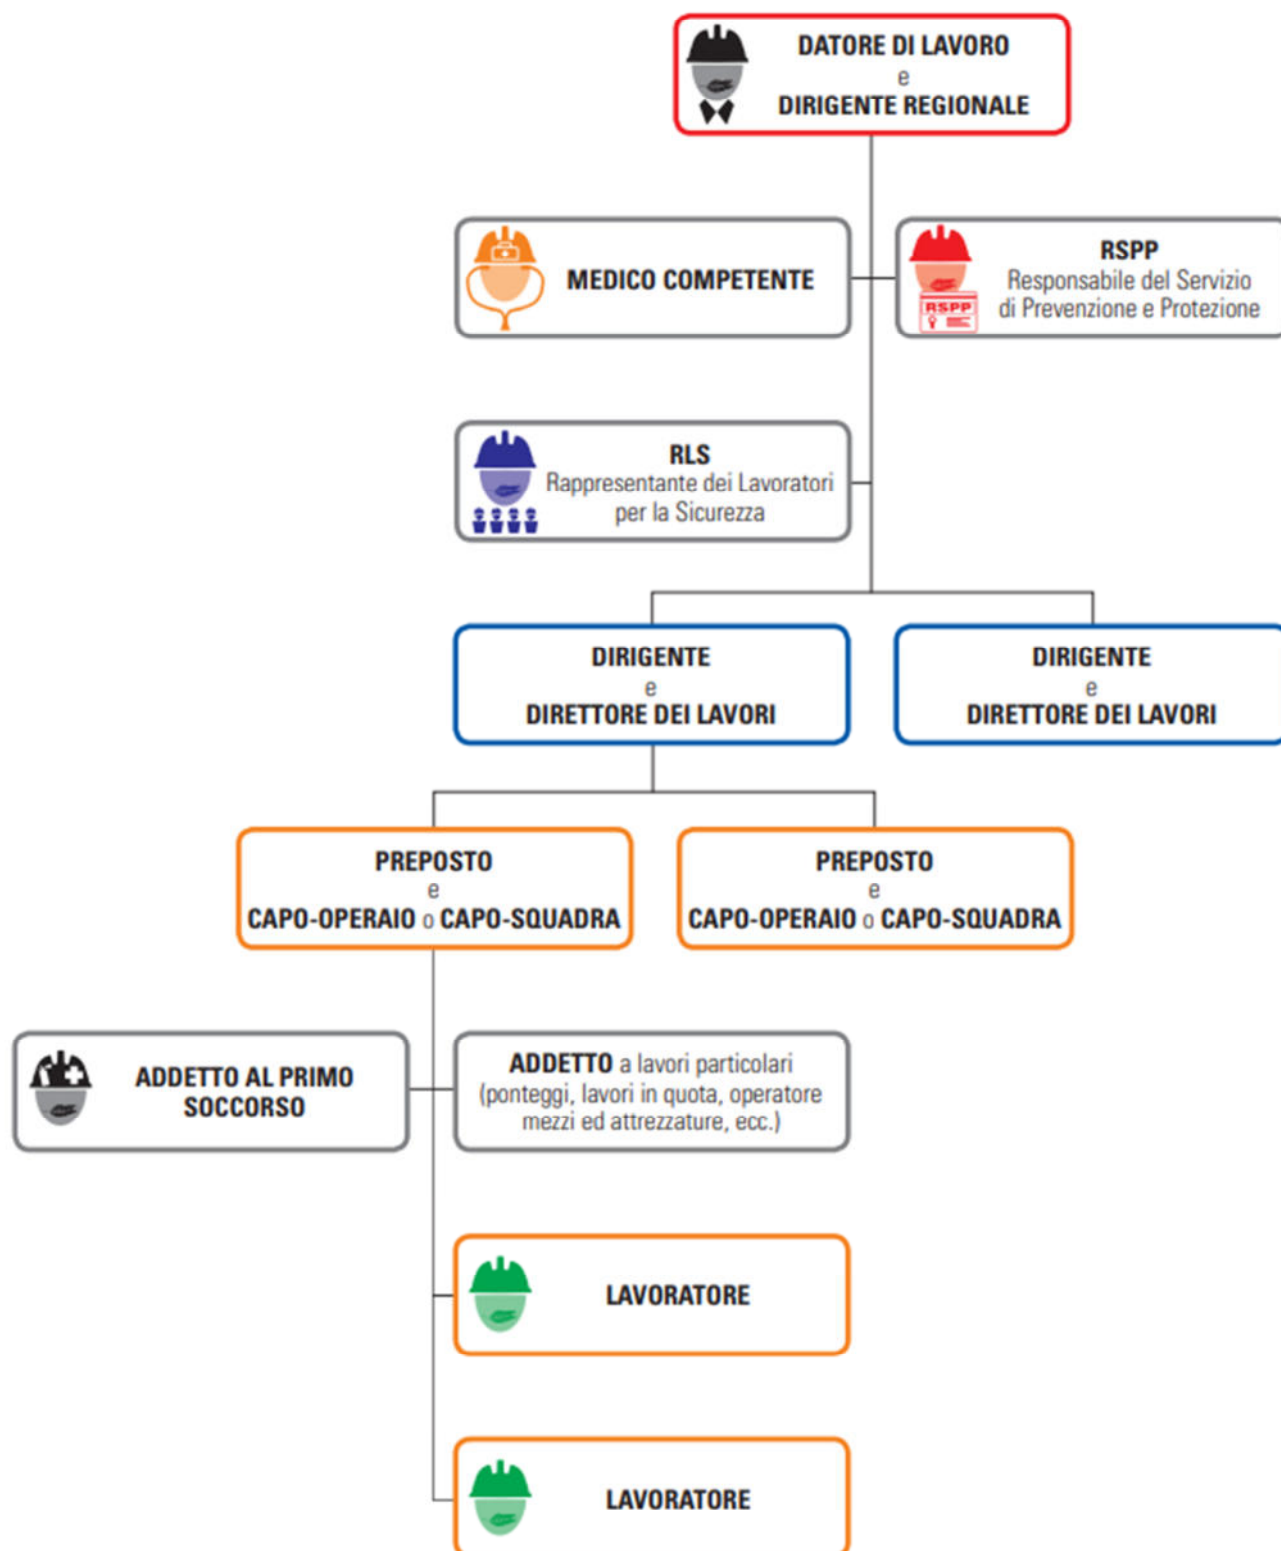 DATORE DI LAVORO
e
DIRIGENTE REGIONALE
MEDICO COMPETENTE
RSPP
Responsabile del Servizio
di Prevenzione e Protezione
RSPP
RLS
Rappresentante dei Lavoratori
per la Sicurezza
DIRIGENTE
e
DIRETTORE DEI LAVORI
DIRIGENTE
e
DIRETTORE DEI LAVORI
PREPOSTO
e
CAPO-OPERAIO o CAPO-SQUADRA
PREPOSTO
e
CAPO-OPERAIO o CAPO-SQUADRA
ADDETTO AL PRIMO
SOCCORSO
ADDETTO a lavori particolari
(ponteggi, lavori in quota, operatore
mezzi ed attrezzature, ecc.)
LAVORATORE
LAVORATORE